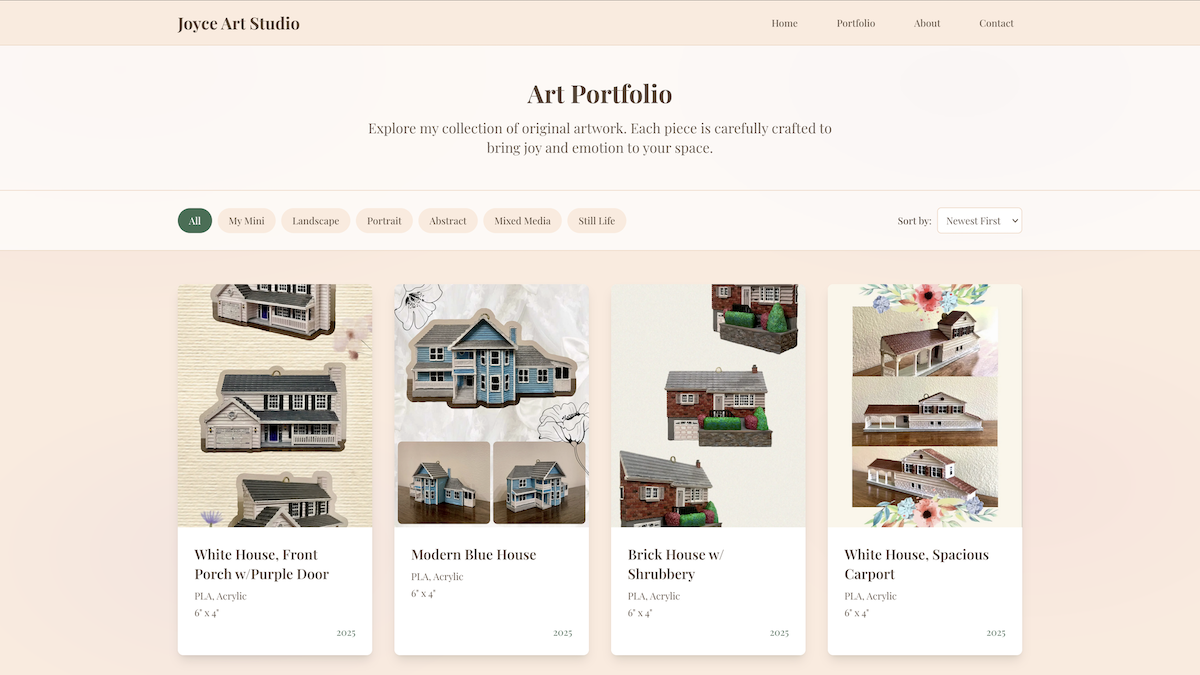 Joyce Art Studio
Home
Portfolio
About
Contact
Art Portfolio
Explore my collection of original artwork. Each piece is carefully crafted to
bring joy and emotion to your space.
All
My Mini
Landscape
Portrait
Abstract
Mixed Media
Still Life
Sort by:
Newest First
White House, Front
Porch w/Purple Door
PLA, Acrylic
6" x 4"
2025
Modern Blue House
PLA, Acrylic
6" x 4"
2025
Brick House w/
Shrubbery
PLA, Acrylic
6" x 4"
2025
White House, Spacious
Carport
PLA, Acrylic
6" x 4"
2025